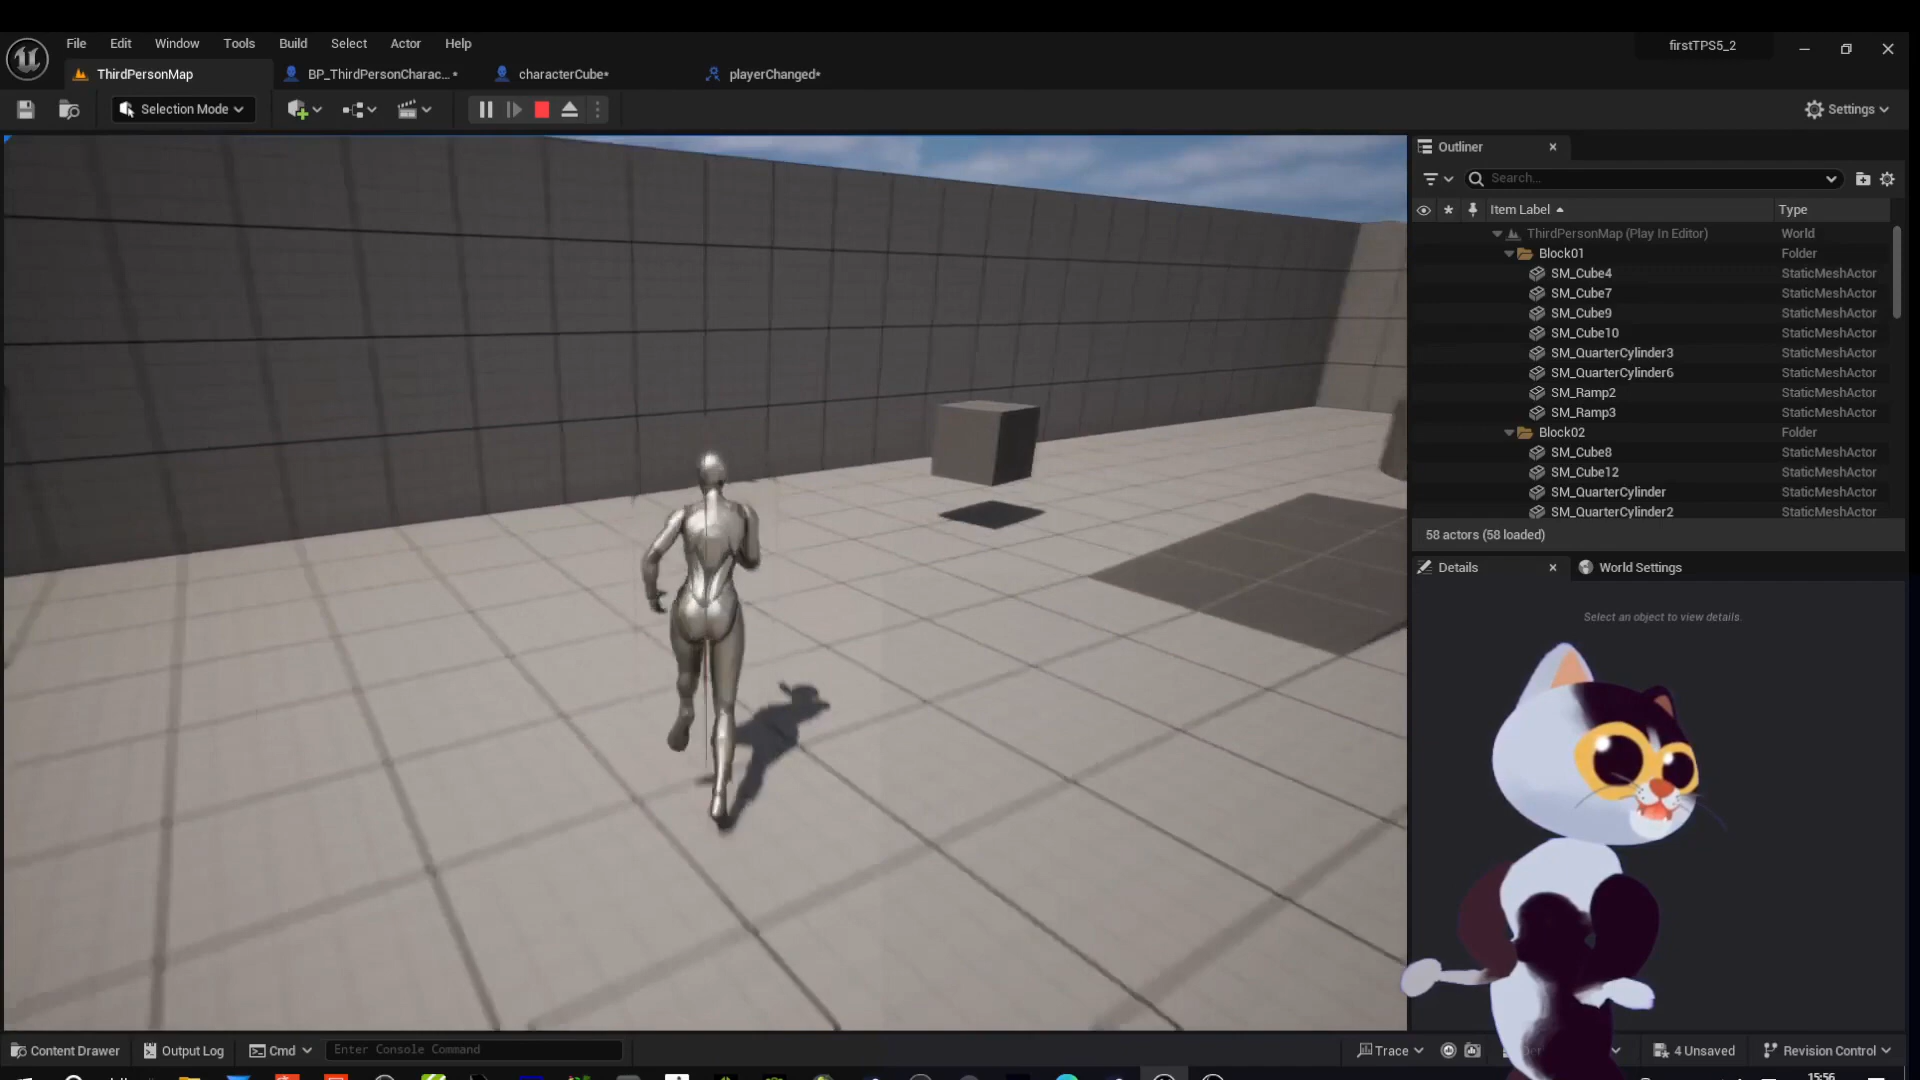 File Edit Window Tools Build Select Actor Help
firstTPS5_2
ThirdPersonMap
BP_ThirdPersonCharac...*
characterCube*
playerChanged*
Selection Mode
Settings
Outliner
Search...
Item Label Type
ThirdPersonMap (Play In Editor) World
Block01 Folder
SM_Cube4 StaticMeshActor
SM_Cube7 StaticMeshActor
SM_Cube9 StaticMeshActor
SM_Cube10 StaticMeshActor
SM_QuarterCylinder3 StaticMeshActor
SM_QuarterCylinder6 StaticMeshActor
SM_Ramp2 StaticMeshActor
SM_Ramp3 StaticMeshActor
Block02 Folder
SM_Cube8 StaticMeshActor
SM_Cube12 StaticMeshActor
SM_QuarterCylinder StaticMeshActor
SM_QuarterCylinder2 StaticMeshActor
58 actors (58 loaded)
Details
World Settings
Select an object to view details.
Content Drawer
Output Log
Cmd
Enter Console Command
Trace
4 Unsaved
Revision Control
15:56